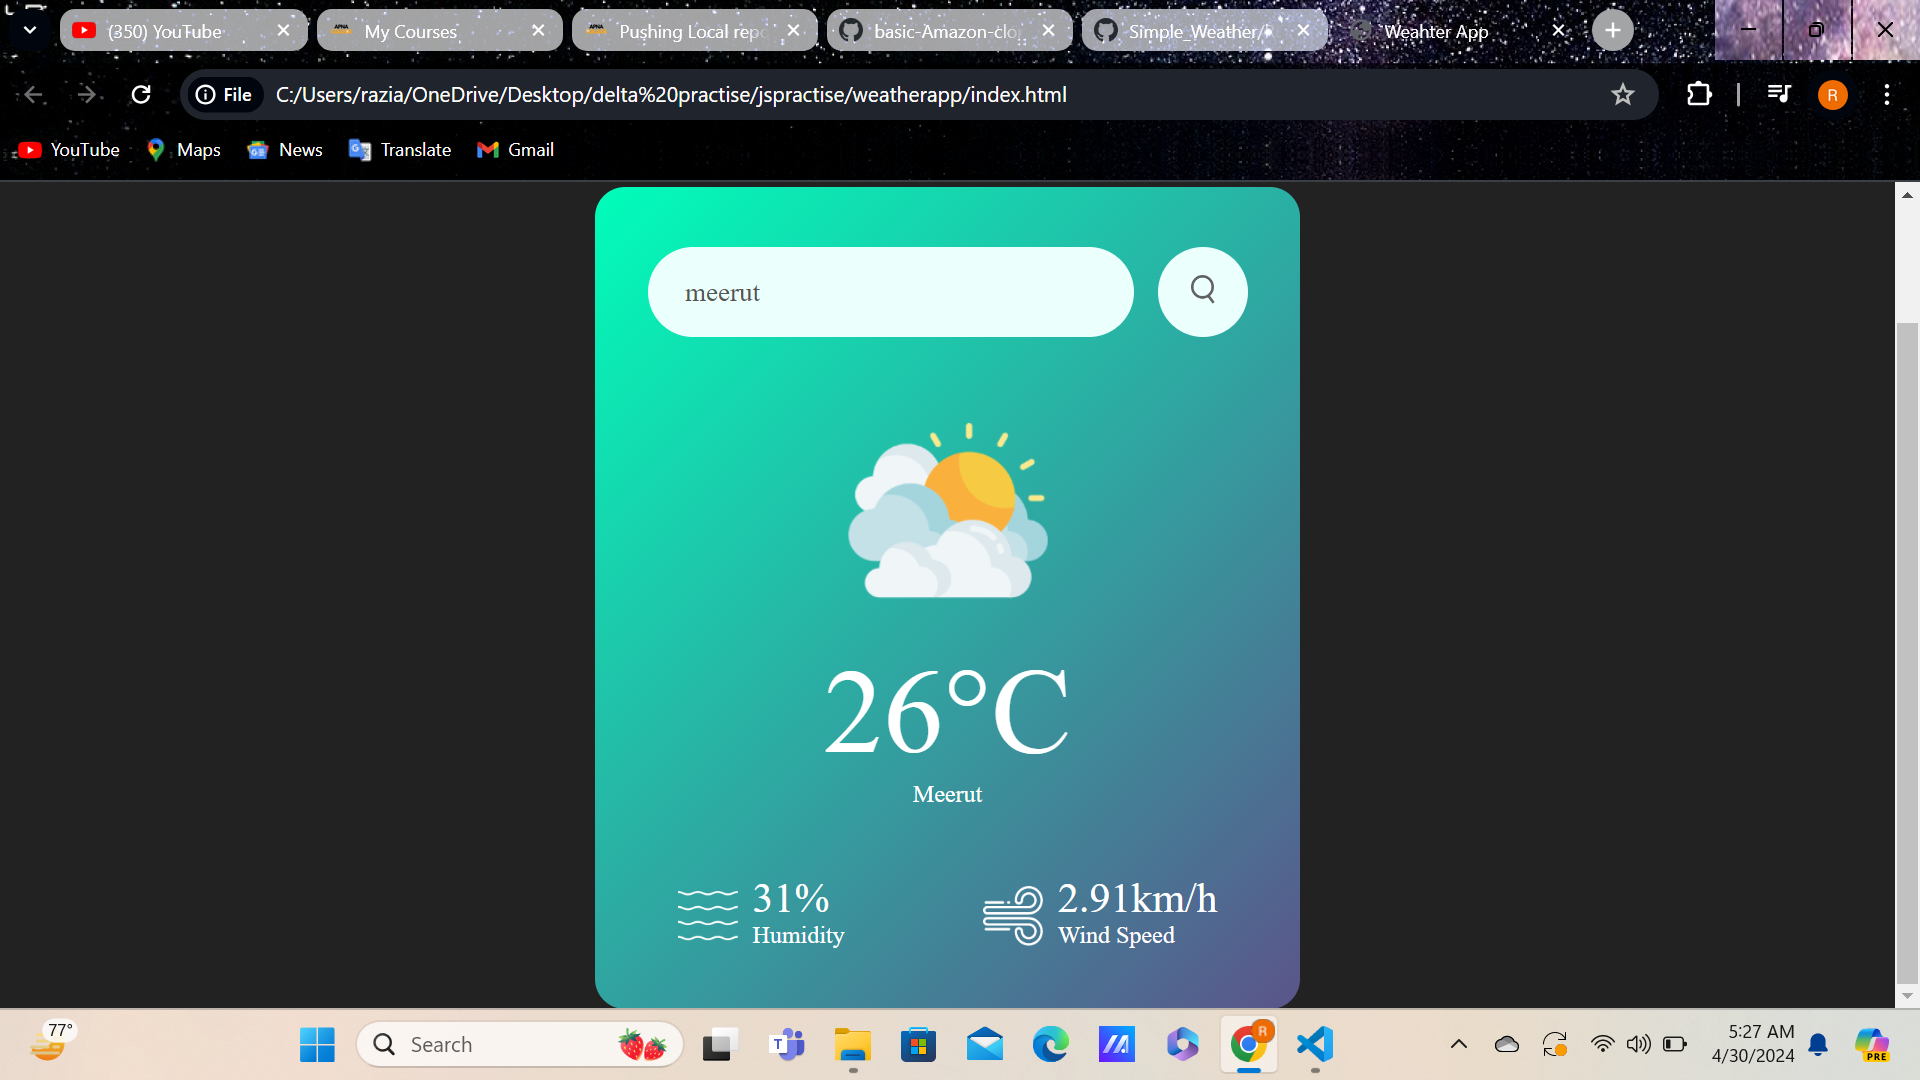 (350) YouTube
My Courses
Pushing Local repo
basic-Amazon-clo
Simple_Weather/
Weahter App
File
C:/Users/razia/OneDrive/Desktop/delta%20practise/jspractise/weatherapp/index.html
R
YouTube
Maps
News
Translate
Gmail
meerut
26°C
Meerut
31%
Humidity
2.91km/h
Wind Speed
77°
Search
R
5:27 AM
4/30/2024
PRE